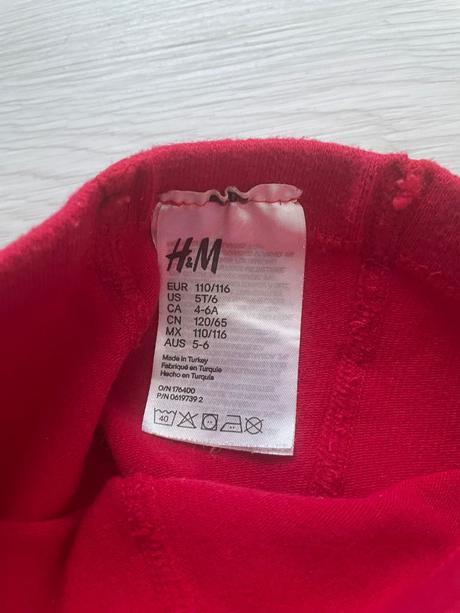 H&M
EUR 110/116
US 5T/6
CA 4-6A
CN 120/65
MX 110/116
AUS 5-6
Made in Turkey
Fabriqué en Turquie
Hecho en Turquía
O/N 176400
P/N 0619739 2
40